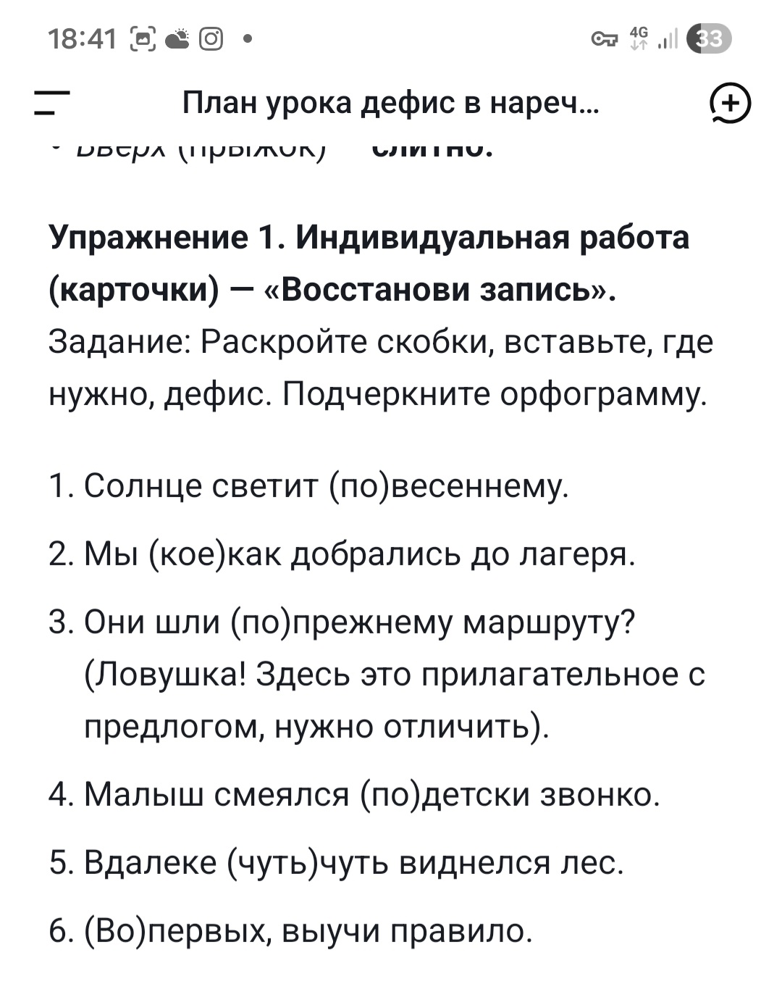 18:41
4G
33
План урока дефис в нареч...
• Вверх (прыжок) слитно.
Упражнение 1. Индивидуальная работа
(карточки) — «Восстанови запись».
Задание: Раскройте скобки, вставьте, где
нужно, дефис. Подчеркните орфограмму.
1. Солнце светит (по)весеннему.
2. Мы (кое)как добрались до лагеря.
3. Они шли (по)прежнему маршруту?
(Ловушка! Здесь это прилагательное с
предлогом, нужно отличить).
4. Малыш смеялся (по)детски звонко.
5. Вдалеке (чуть)чуть виднелся лес.
6. (Во)первых, выучи правило.